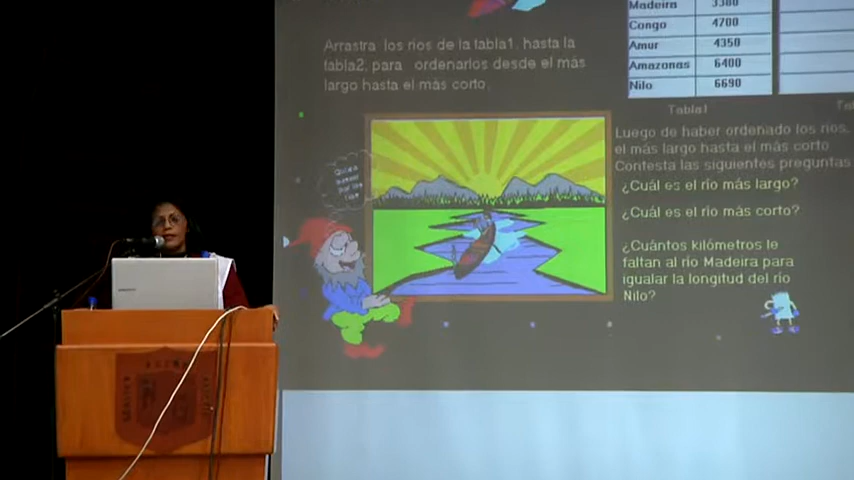 Madeira 3380
Congo 4700
Amur 4350
Amazonas 6400
Nilo 6690
Tabla1
Arrastra los rios de la tabla1, hasta la
tabla2, para ordenarlos desde el más
largo hasta el más corto.
Luego de haber ordenado los rios,
el más largo hasta el más corto
Contesta las siguientes preguntas
¿Cuál es el río más largo?
¿Cuál es el río más corto?
¿Cuántos kilómetros le
faltan al río Madeira para
igualar la longitud del río
Nilo?